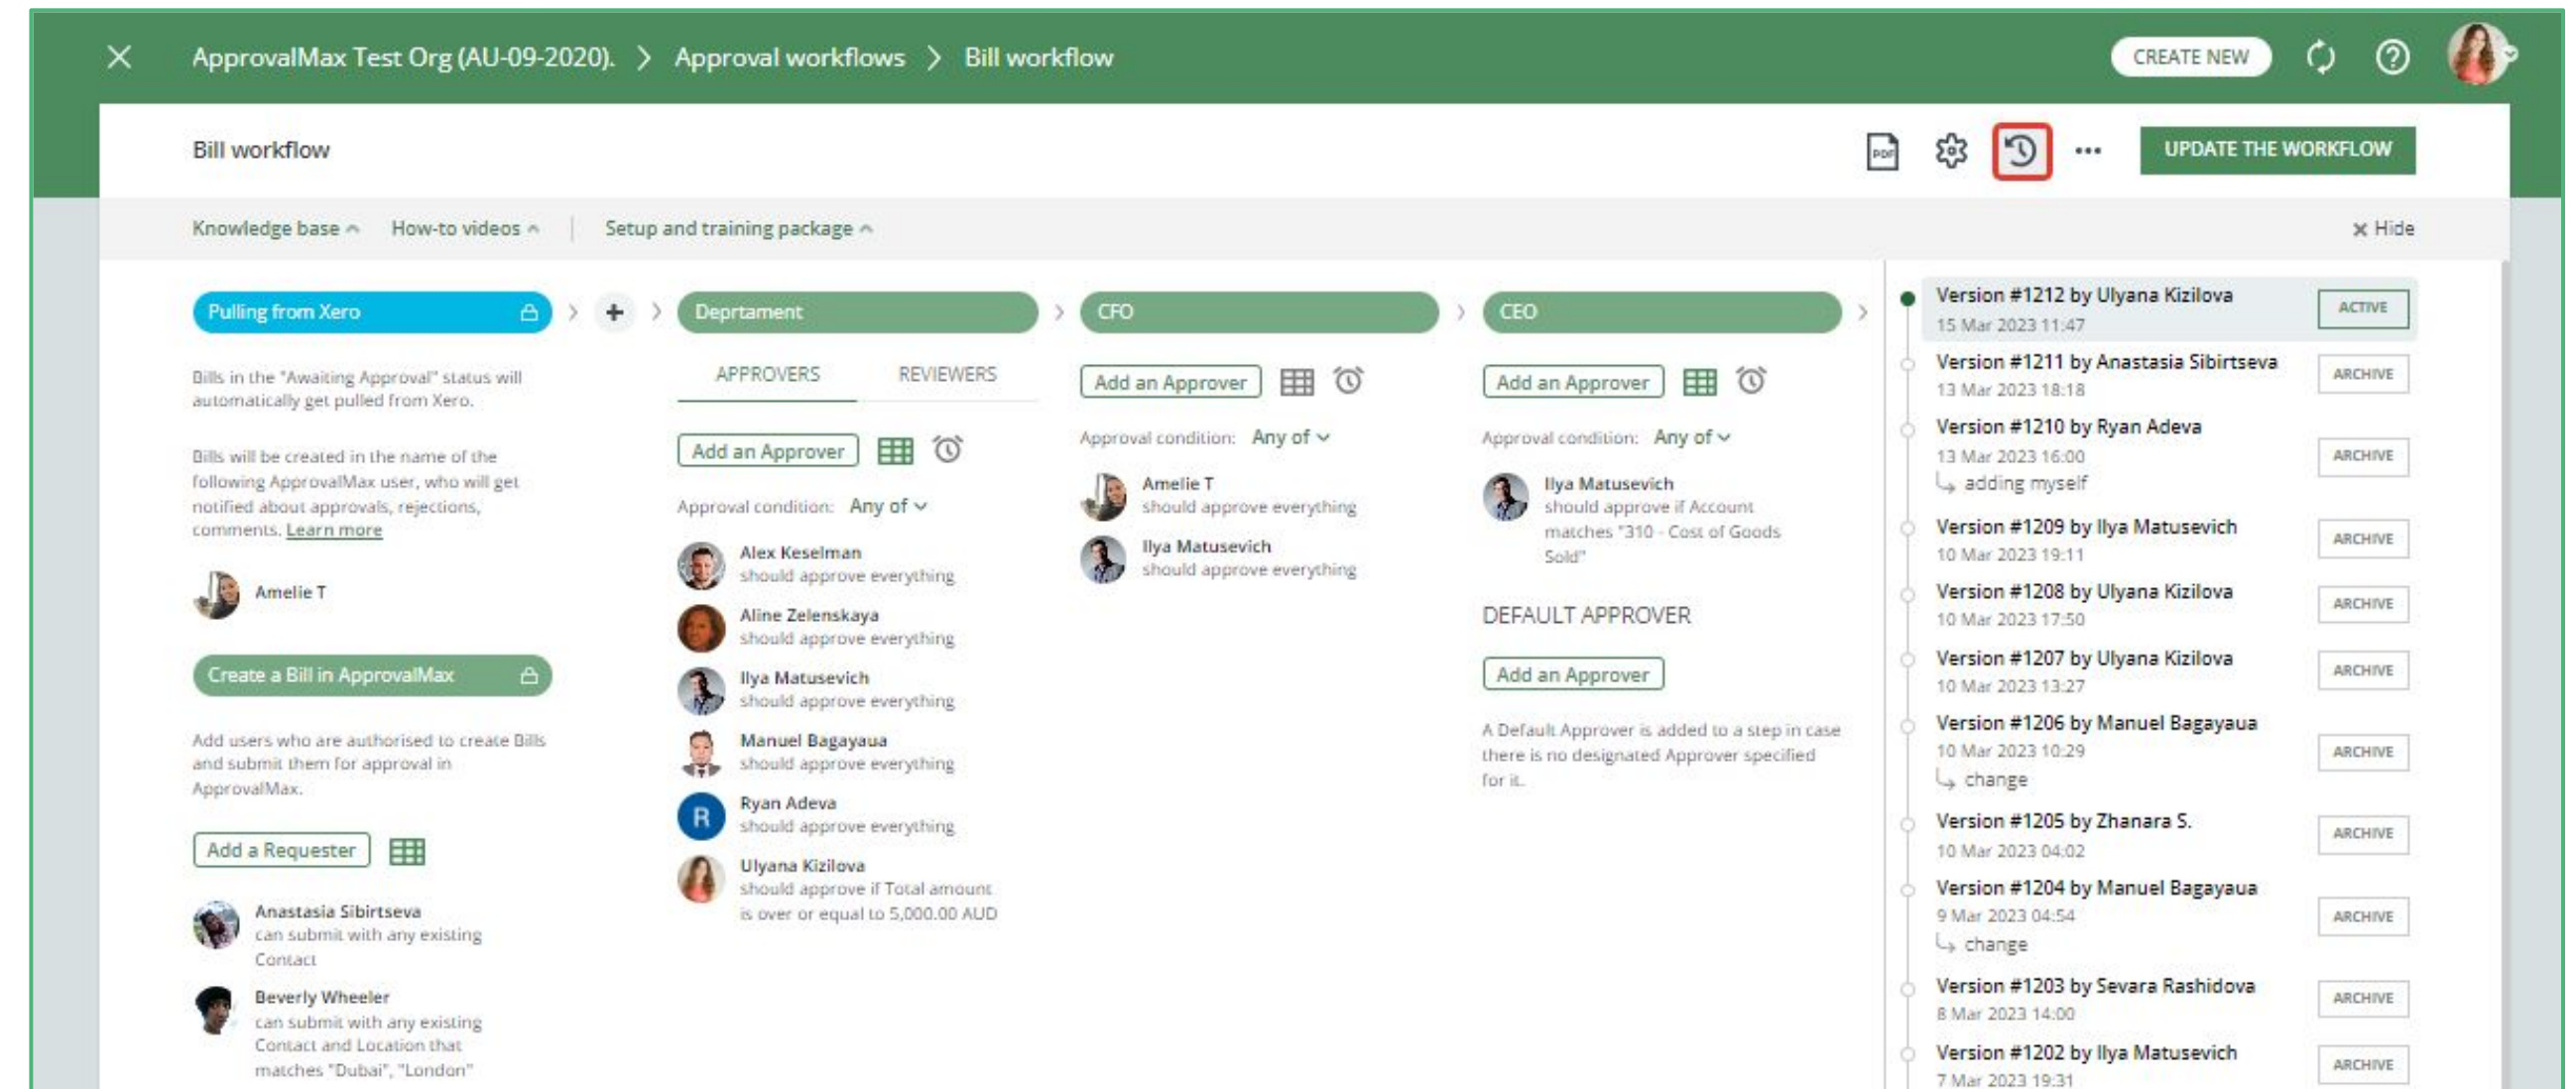 ApprovalMax Test Org (AU-09-2020). > Approval workflows > Bill workflow
CREATE NEW
Bill workflow
PDF
UPDATE THE WORKFLOW
Knowledge base
How-to videos
Setup and training package
Hide
Pulling from Xero
Bills in the "Awaiting Approval" status will
automatically get pulled from Xero.
Bills will be created in the name of the
following ApprovalMax user, who will get
notified about approvals, rejections,
comments. Learn more
Amelie T
Create a Bill in ApprovalMax
Add users who are authorised to create Bills
and submit them for approval in
ApprovalMax.
Add a Requester
Anastasia Sibirtseva
can submit with any existing
Contact
Beverly Wheeler
can submit with any existing
Contact and Location that
matches "Dubai", "London"
Deprtament
APPROVERS
REVIEWERS
Add an Approver
Approval condition: Any of
Alex Keselman
should approve everything
Aline Zelenskaya
should approve everything
Ilya Matusevich
should approve everything
Manuel Bagayaua
should approve everything
R
Ryan Adeva
should approve everything
Ulyana Kizilova
should approve if Total amount
is over or equal to 5,000.00 AUD
CFO
Add an Approver
Approval condition: Any of
Amelie T
should approve everything
Ilya Matusevich
should approve everything
CEO
Add an Approver
Approval condition: Any of
Ilya Matusevich
should approve if Account
matches "310 - Cost of Goods
Sold"
DEFAULT APPROVER
Add an Approver
A Default Approver is added to a step in case
there is no designated Approver specified
for it.
Version #1212 by Ulyana Kizilova
15 Mar 2023 11:47
ACTIVE
Version #1211 by Anastasia Sibirtseva
13 Mar 2023 18:18
ARCHIVE
Version #1210 by Ryan Adeva
13 Mar 2023 16:00
adding myself
ARCHIVE
Version #1209 by Ilya Matusevich
10 Mar 2023 19:11
ARCHIVE
Version #1208 by Ulyana Kizilova
10 Mar 2023 17:50
ARCHIVE
Version #1207 by Ulyana Kizilova
10 Mar 2023 13:27
ARCHIVE
Version #1206 by Manuel Bagayaua
10 Mar 2023 10:29
change
ARCHIVE
Version #1205 by Zhanara S.
10 Mar 2023 04:02
ARCHIVE
Version #1204 by Manuel Bagayaua
9 Mar 2023 04:54
change
ARCHIVE
Version #1203 by Sevara Rashidova
8 Mar 2023 14:00
ARCHIVE
Version #1202 by Ilya Matusevich
7 Mar 2023 19:31
ARCHIVE